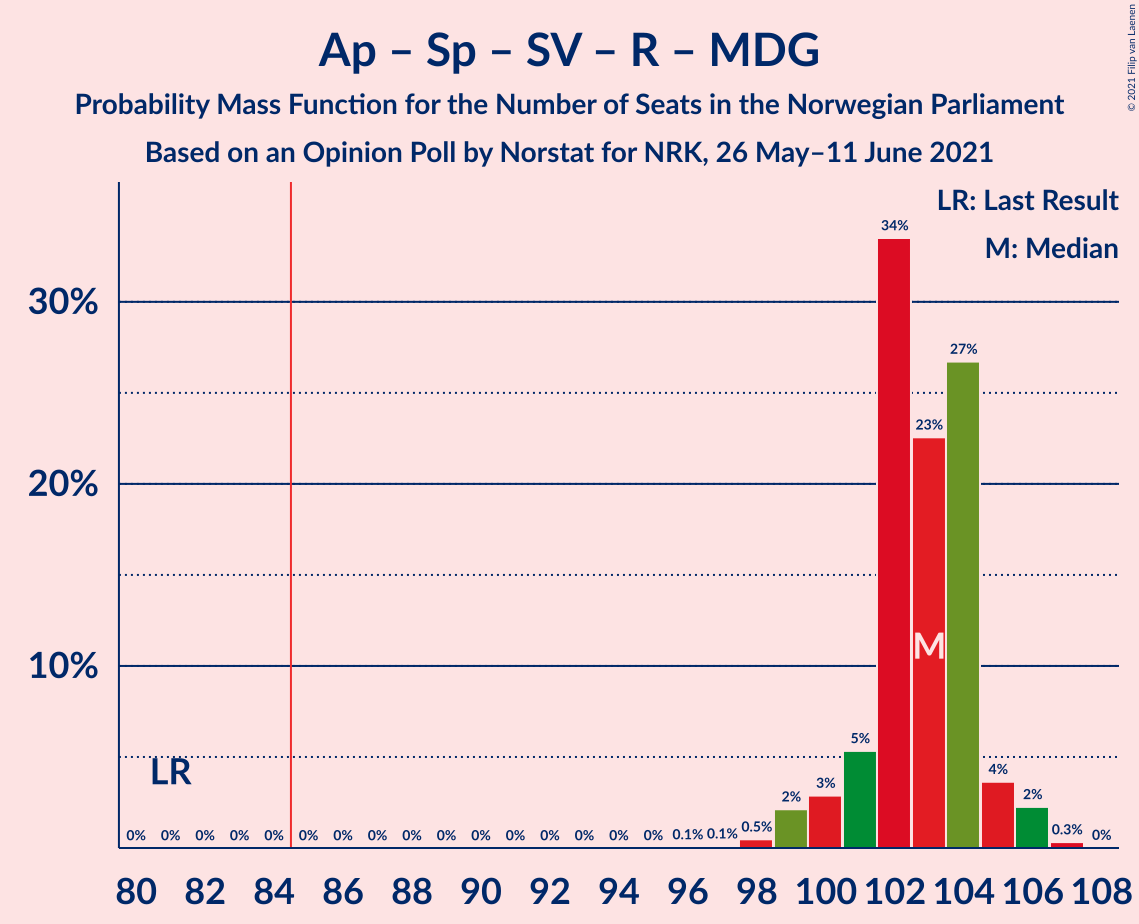 Ap – Sp – SV – R – MDG
Probability Mass Function for the Number of Seats in the Norwegian Parliament
Based on an Opinion Poll by Norstat for NRK, 26 May–11 June 2021
© 2021 Filip van Laenen
LR: Last Result
M: Median
30%
20%
10%
LR
M
0% 0% 0% 0% 0% 0% 0% 0% 0% 0% 0% 0% 0% 0% 0% 0% 0.1% 0.1% 0.5% 2% 3% 5% 34% 23% 27% 4% 2% 0.3% 0%
80 82 84 86 88 90 92 94 96 98 100 102 104 106 108